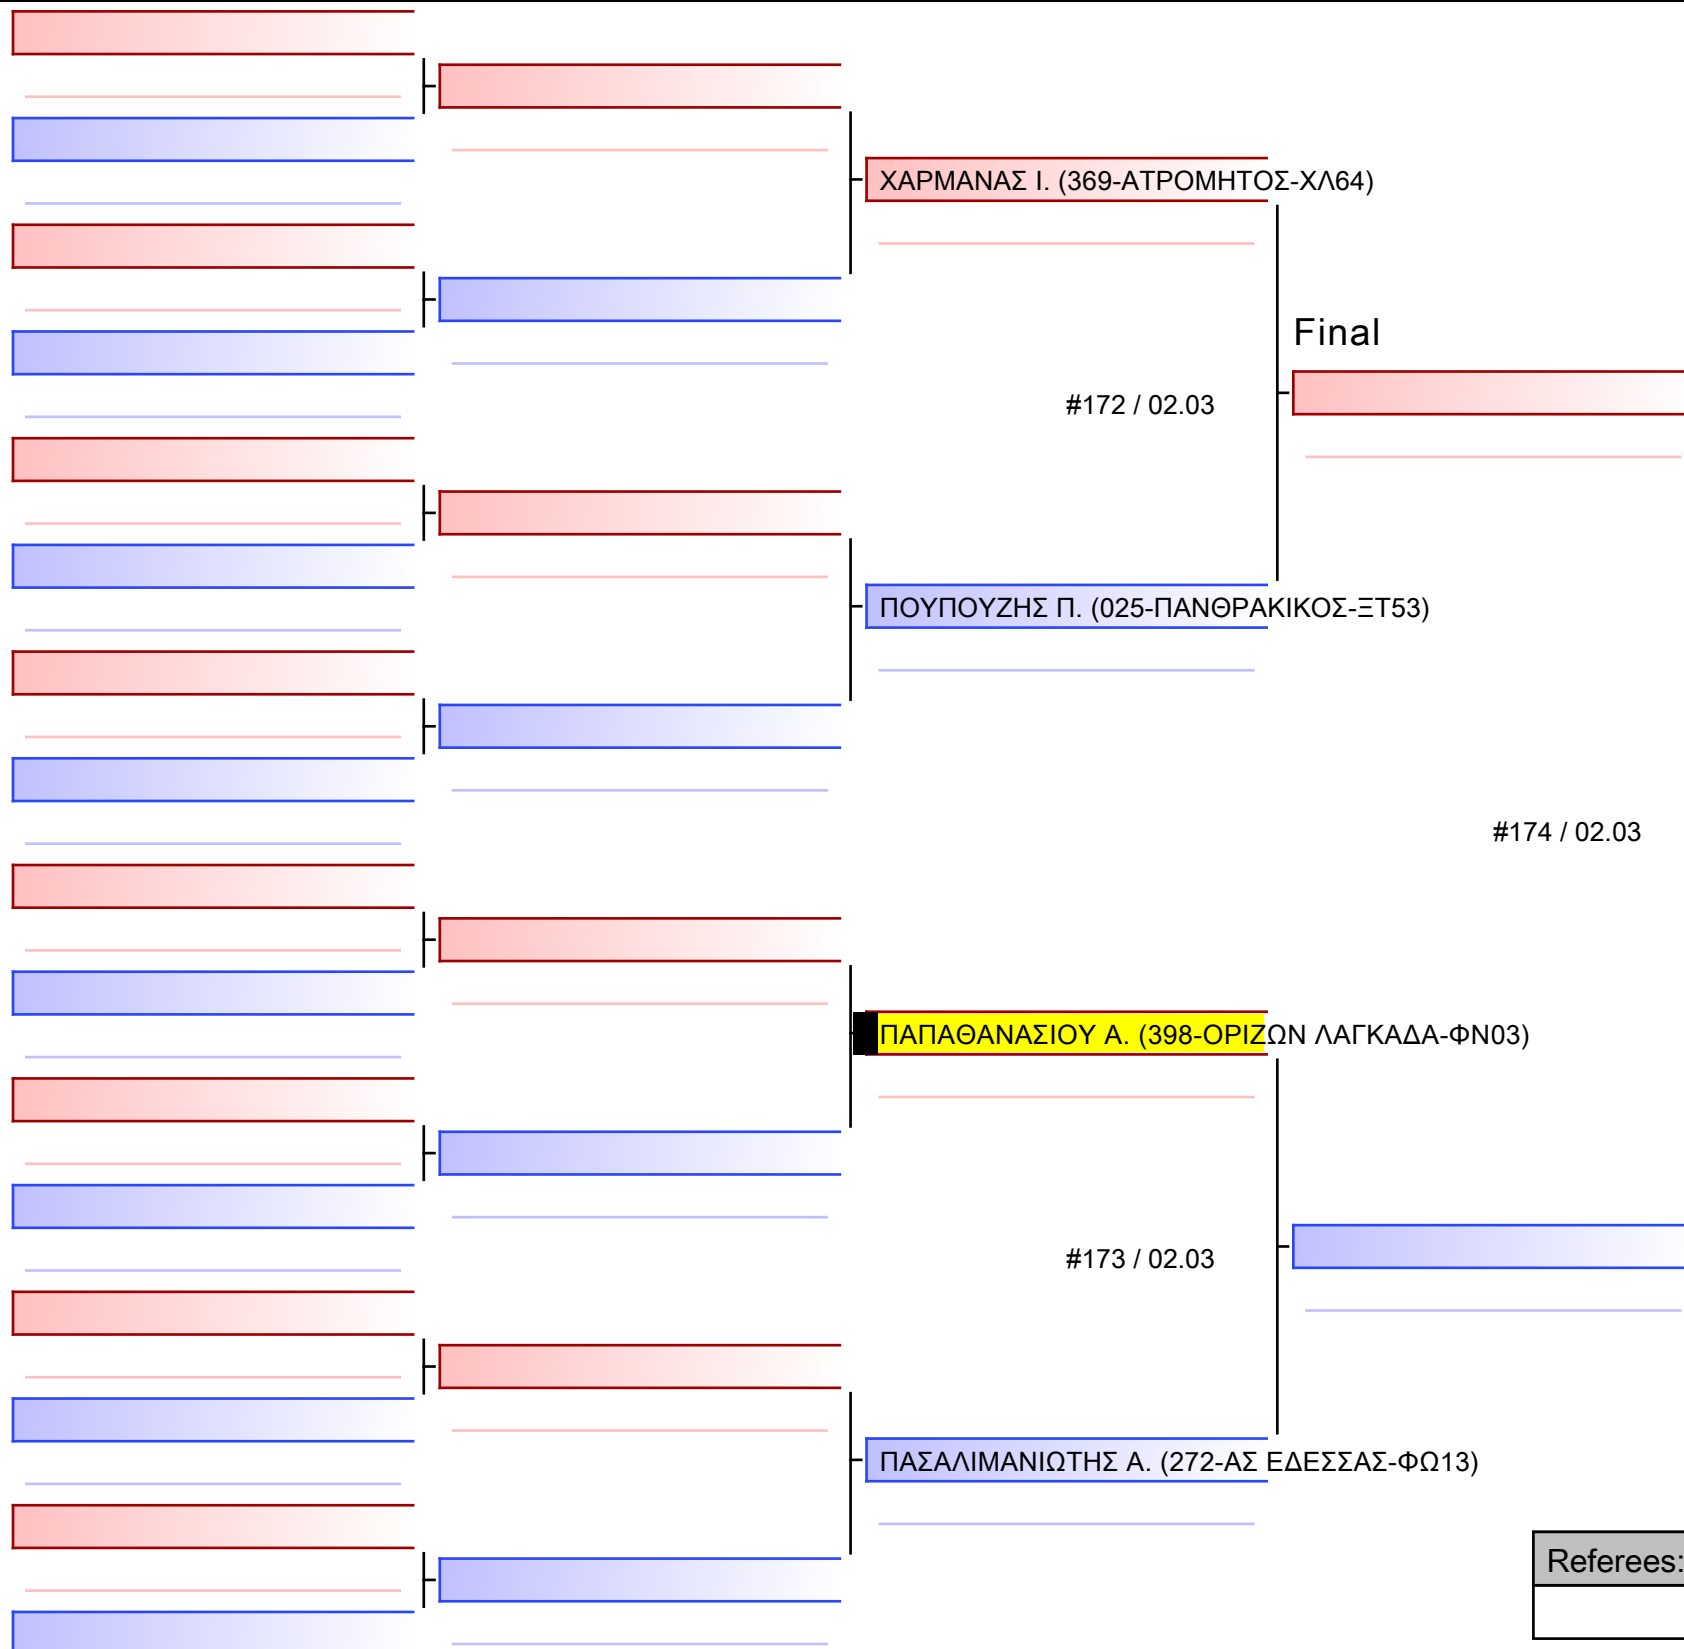 ΧΑΡΜΑΝΑΣ Ι. (369-ΑΤΡΟΜΗΤΟΣ-ΧΛ64)
Final
#172 / 02.03
ΠΟΥΠΟΥΖΗΣ Π. (025-ΠΑΝΘΡΑΚΙΚΟΣ-ΞΤ53)
#174 / 02.03
ΠΑΠΑΘΑΝΑΣΙΟΥ Α. (398-ΟΡΙΖΩΝ ΛΑΓΚΑΔΑ-ΦΝ03)
#173 / 02.03
ΠΑΣΑΛΙΜΑΝΙΩΤΗΣ Α. (272-ΑΣ ΕΔΕΣΣΑΣ-ΦΩ13)
Referees: